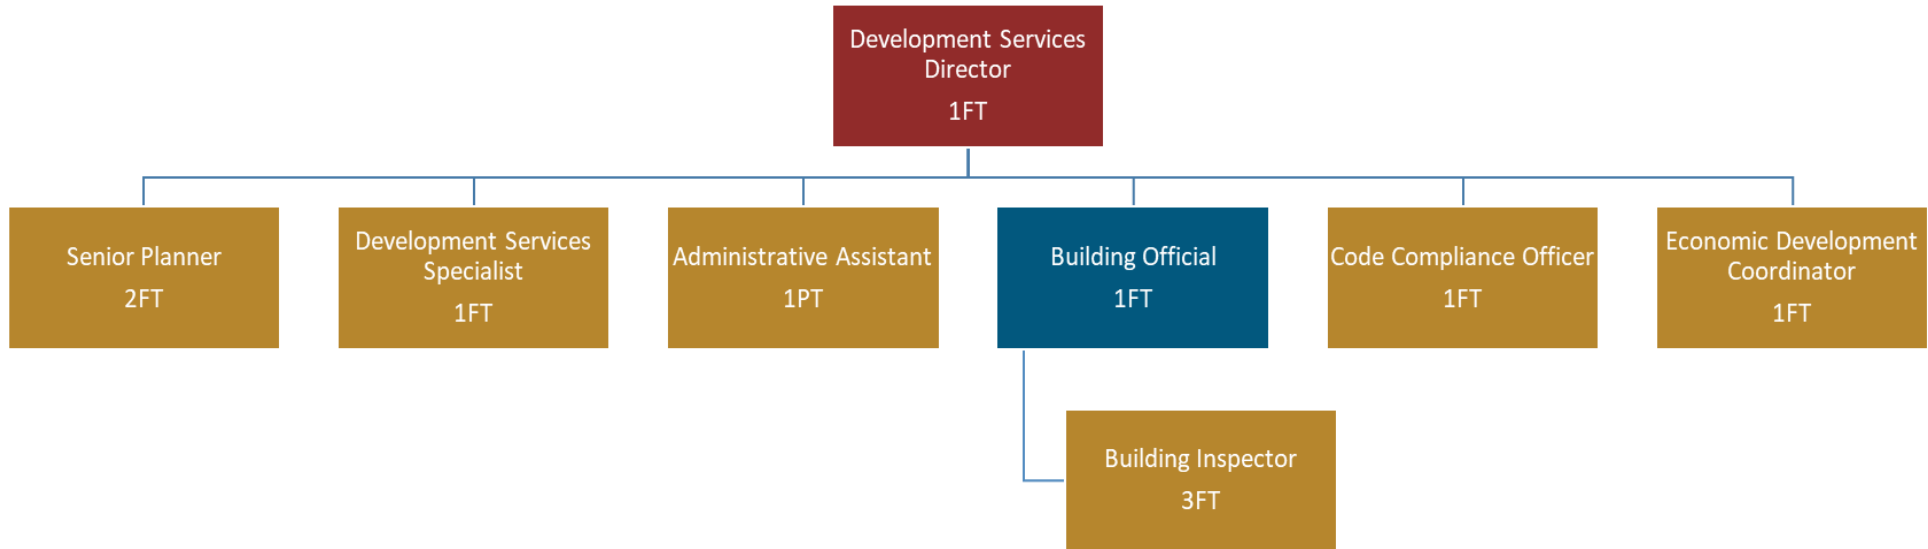 Development Services
Director
1FT
Senior Planner
2FT
Development Services
Specialist
1FT
Administrative Assistant
1PT
Building Official
1FT
Code Compliance Officer
1FT
Economic Development
Coordinator
1FT
Building Inspector
3FT